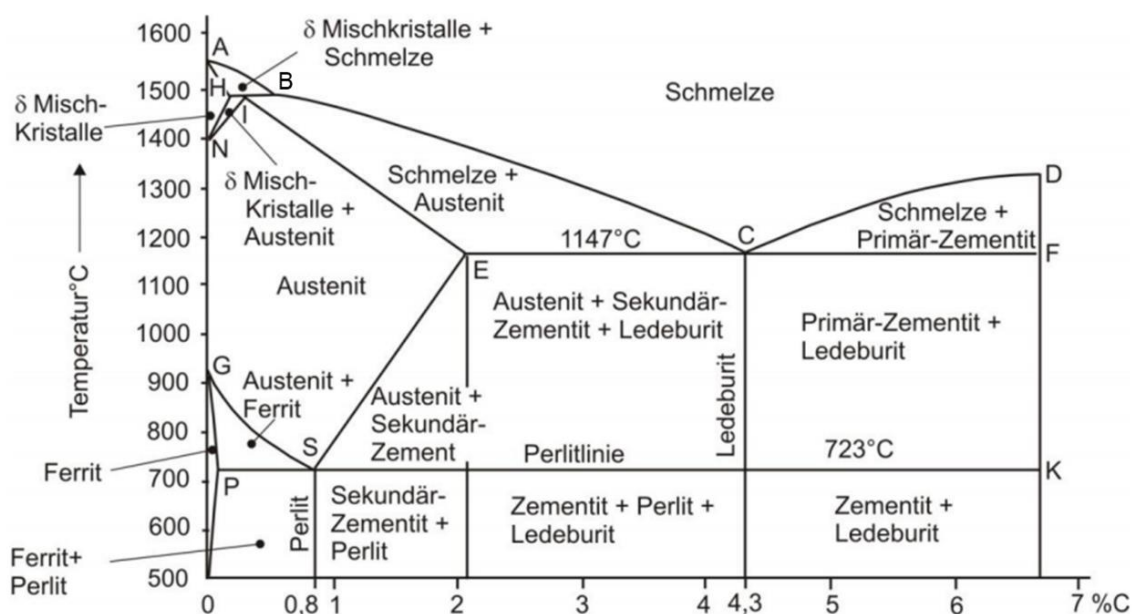 1600
A
δ Mischkristalle +
Schmelze
1500
H
B
δ Misch-
Kristalle
I
1400
N
Schmelze
1300
δ Misch-
Kristalle +
Austenit
Schmelze +
Austenit
D
Schmelze +
Primär-Zementit
1200
1147°C
C
E
F
Temperatur°C
1100
Austenit
Austenit + Sekundär-
Zementit + Ledeburit
Primär-Zementit +
Ledeburit
1000
900
G
Austenit +
Ferrit
Austenit +
Sekundär-
Zement
Ledeburit
800
S
Perlitlinie
723°C
Ferrit
700
P
K
Perlit
Sekundär-
Zementit +
Perlit
Zementit + Perlit +
Ledeburit
Zementit +
Ledeburit
600
Ferrit+
Perlit
500
0 0,8 1 2 3 4 4,3 5 6 7 %C